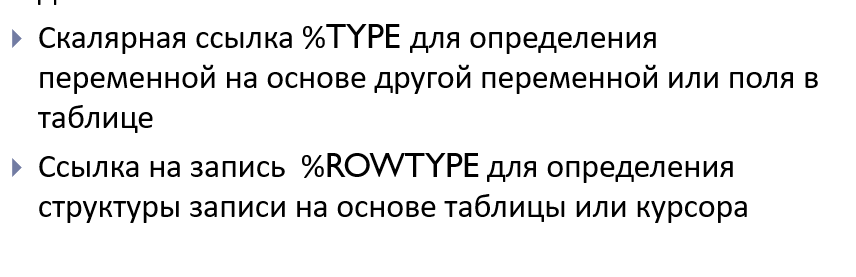 Скалярная ссылка %TYPE для определения
переменной на основе другой переменной или поля в
таблице
Ссылка на запись %ROWTYPE для определения
структуры записи на основе таблицы или курсора